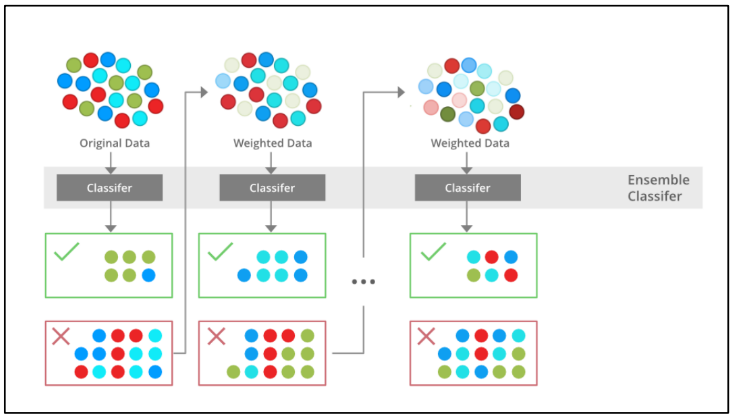 Original Data
Weighted Data
Weighted Data
Classifer
Classifer
Classifer
Ensemble
Classifer
...